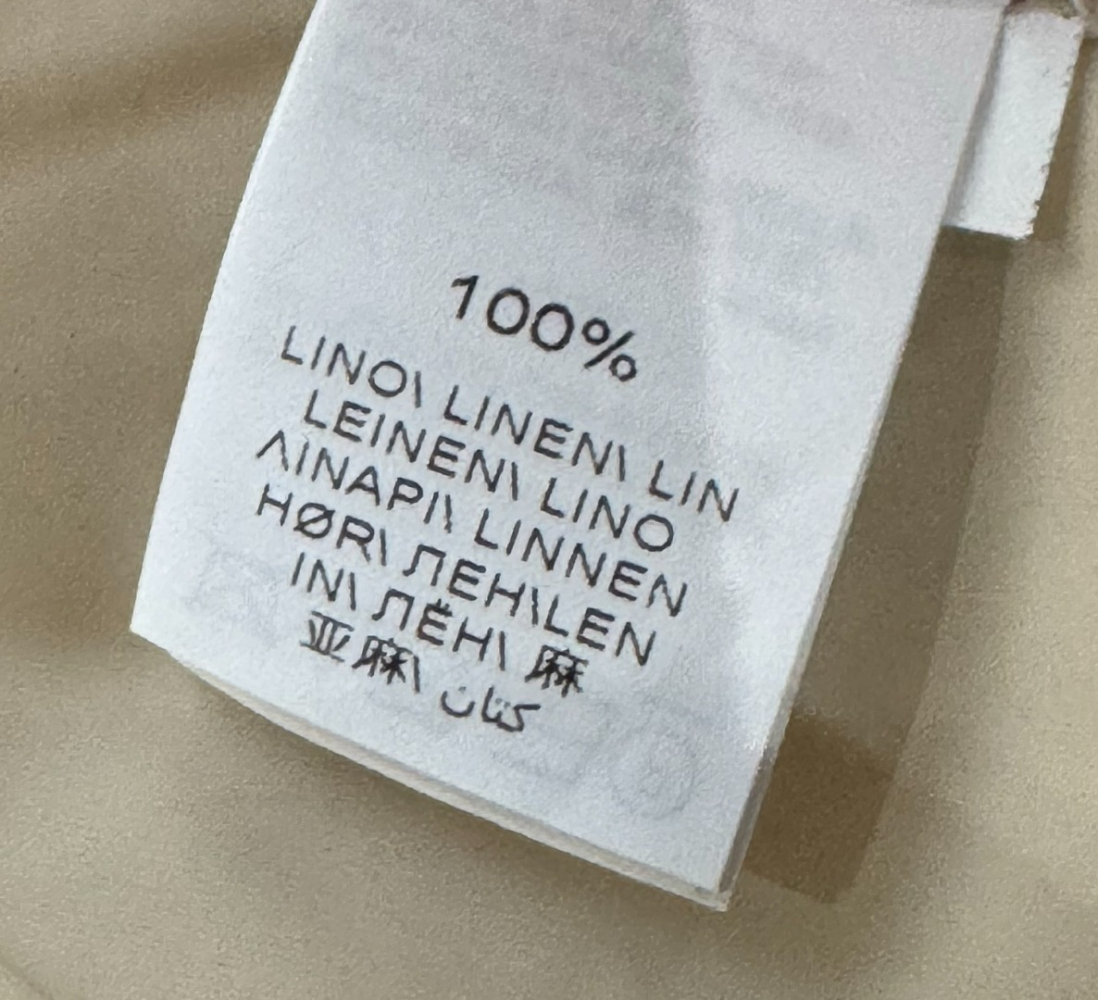 100%
LINO\ LINEN\ LIN
LEINEN\ LINO
ΛΙΝΑΡΙ\ LINNEN
HØR\ ЛЕН\LEN
IN\ ЛЁН\ 麻
亚麻\ كتان